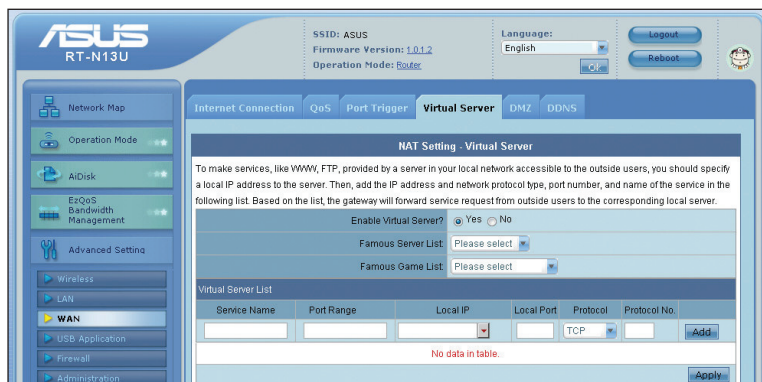 ASUS
RT-N13U
SSID: ASUS
Firmware Version: 1.0.1.2
Operation Mode: Router
Language:
English
Ok
Logout
Reboot
Network Map
Operation Mode
AiDisk
EzQoS
Bandwidth
Management
Advanced Setting
Wireless
LAN
WAN
USB Application
Firewall
Administration
Internet Connection QoS Port Trigger Virtual Server DMZ DDNS
NAT Setting - Virtual Server
To make services, like WWW, FTP, provided by a server in your local network accessible to the outside users, you should specify
a local IP address to the server. Then, add the IP address and network protocol type, port number, and name of the service in the
following list. Based on the list, the gateway will forward service request from outside users to the corresponding local server.
Enable Virtual Server? Yes No
Famous Server List: Please select
Famous Game List: Please select
Virtual Server List
Service Name Port Range Local IP Local Port Protocol Protocol No.
TCP Add
No data in table.
Apply